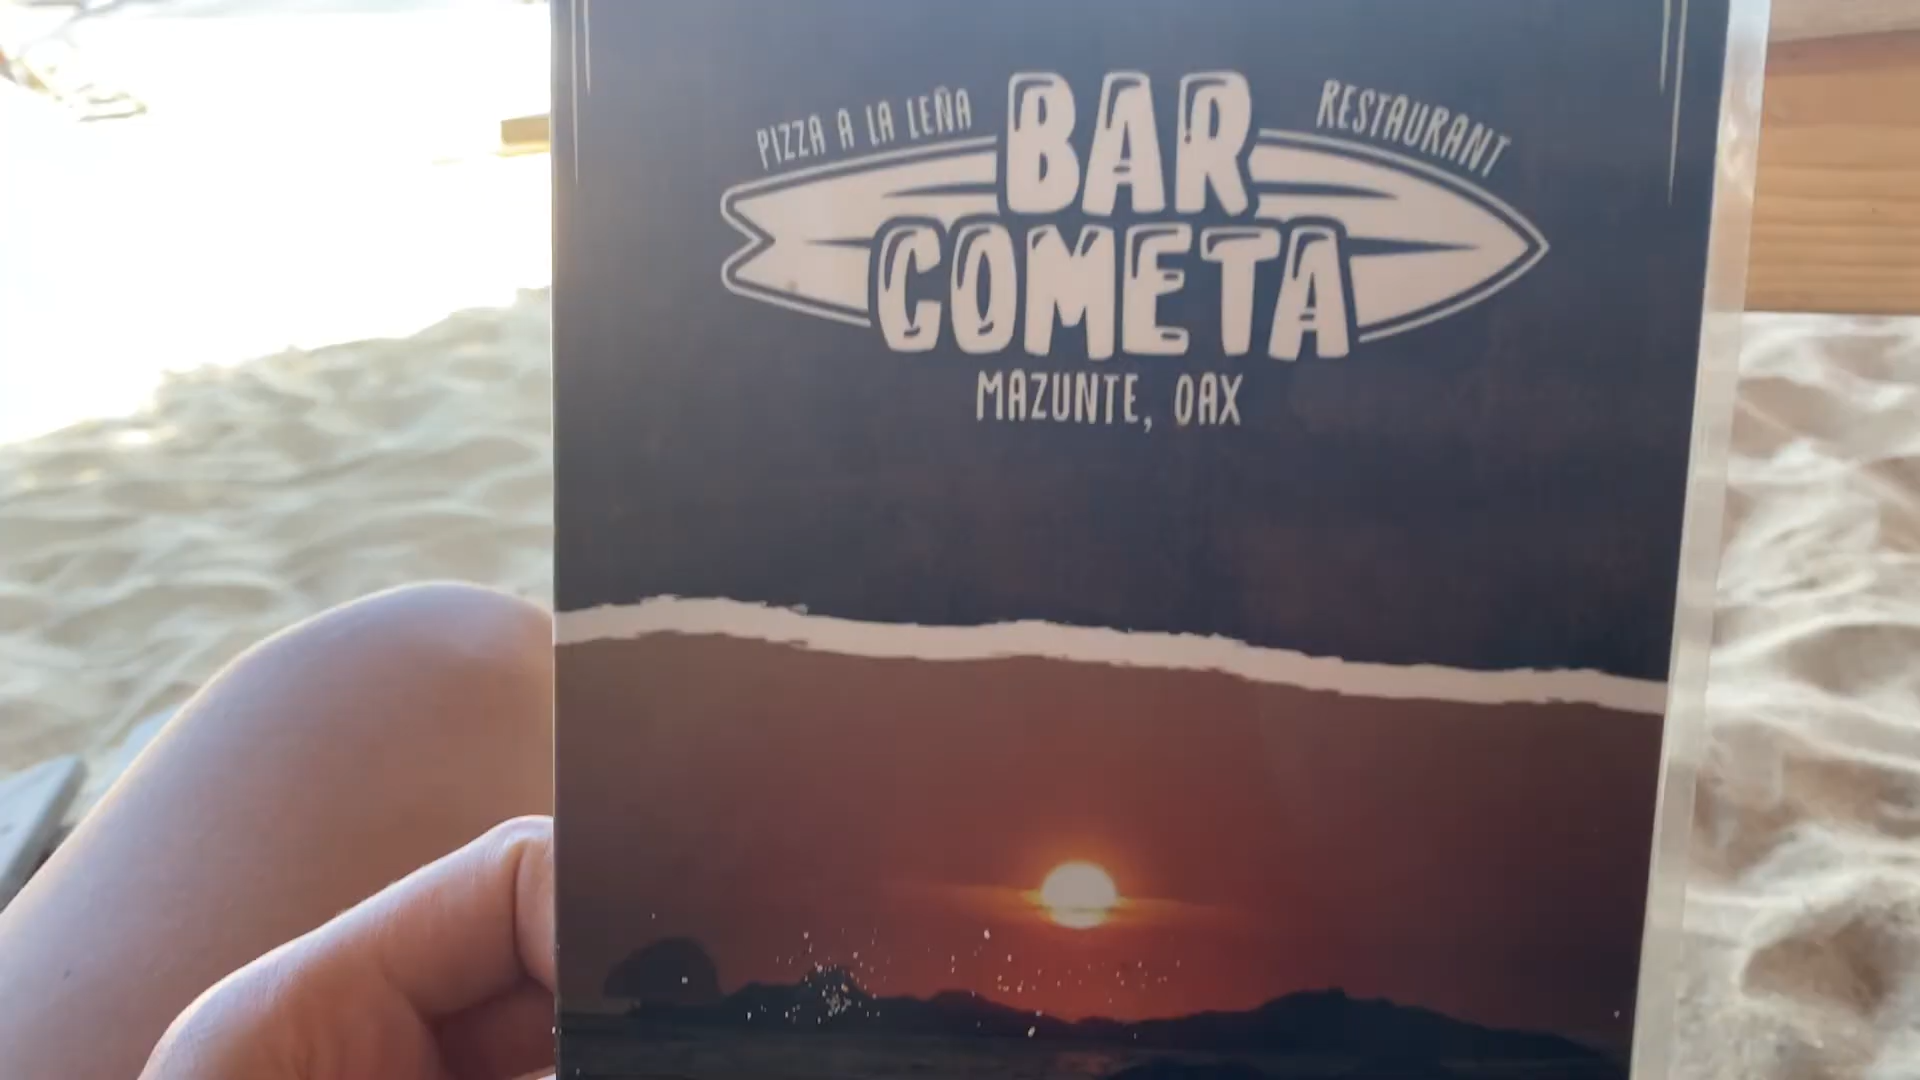 PIZZA A LA LEÑA
RESTAURANT
BAR
COMETA
MAZUNTE, OAX